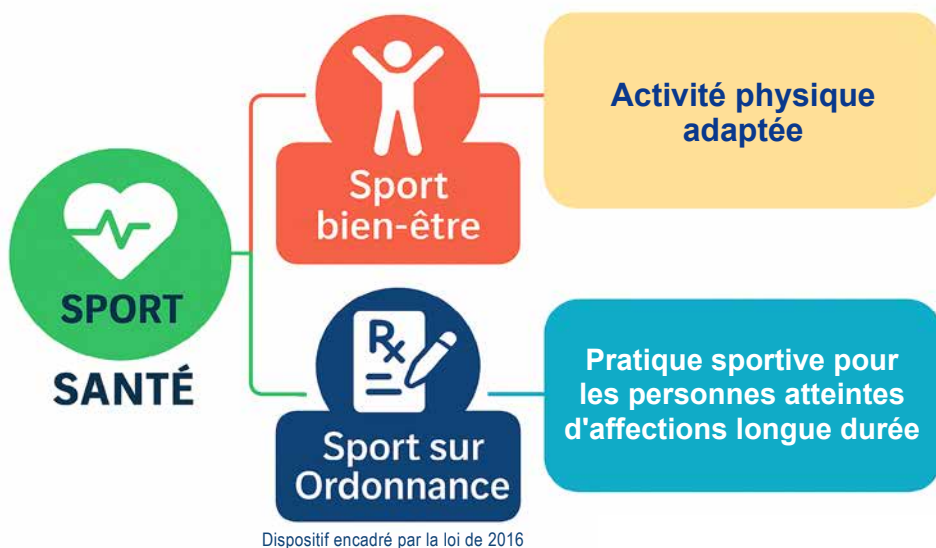 SPORT
SANTÉ
Sport
bien-être
Activité physique
adaptée
Rx
Sport sur
Ordonnance
Pratique sportive pour
les personnes atteintes
d'affections longue durée
Dispositif encadré par la loi de 2016